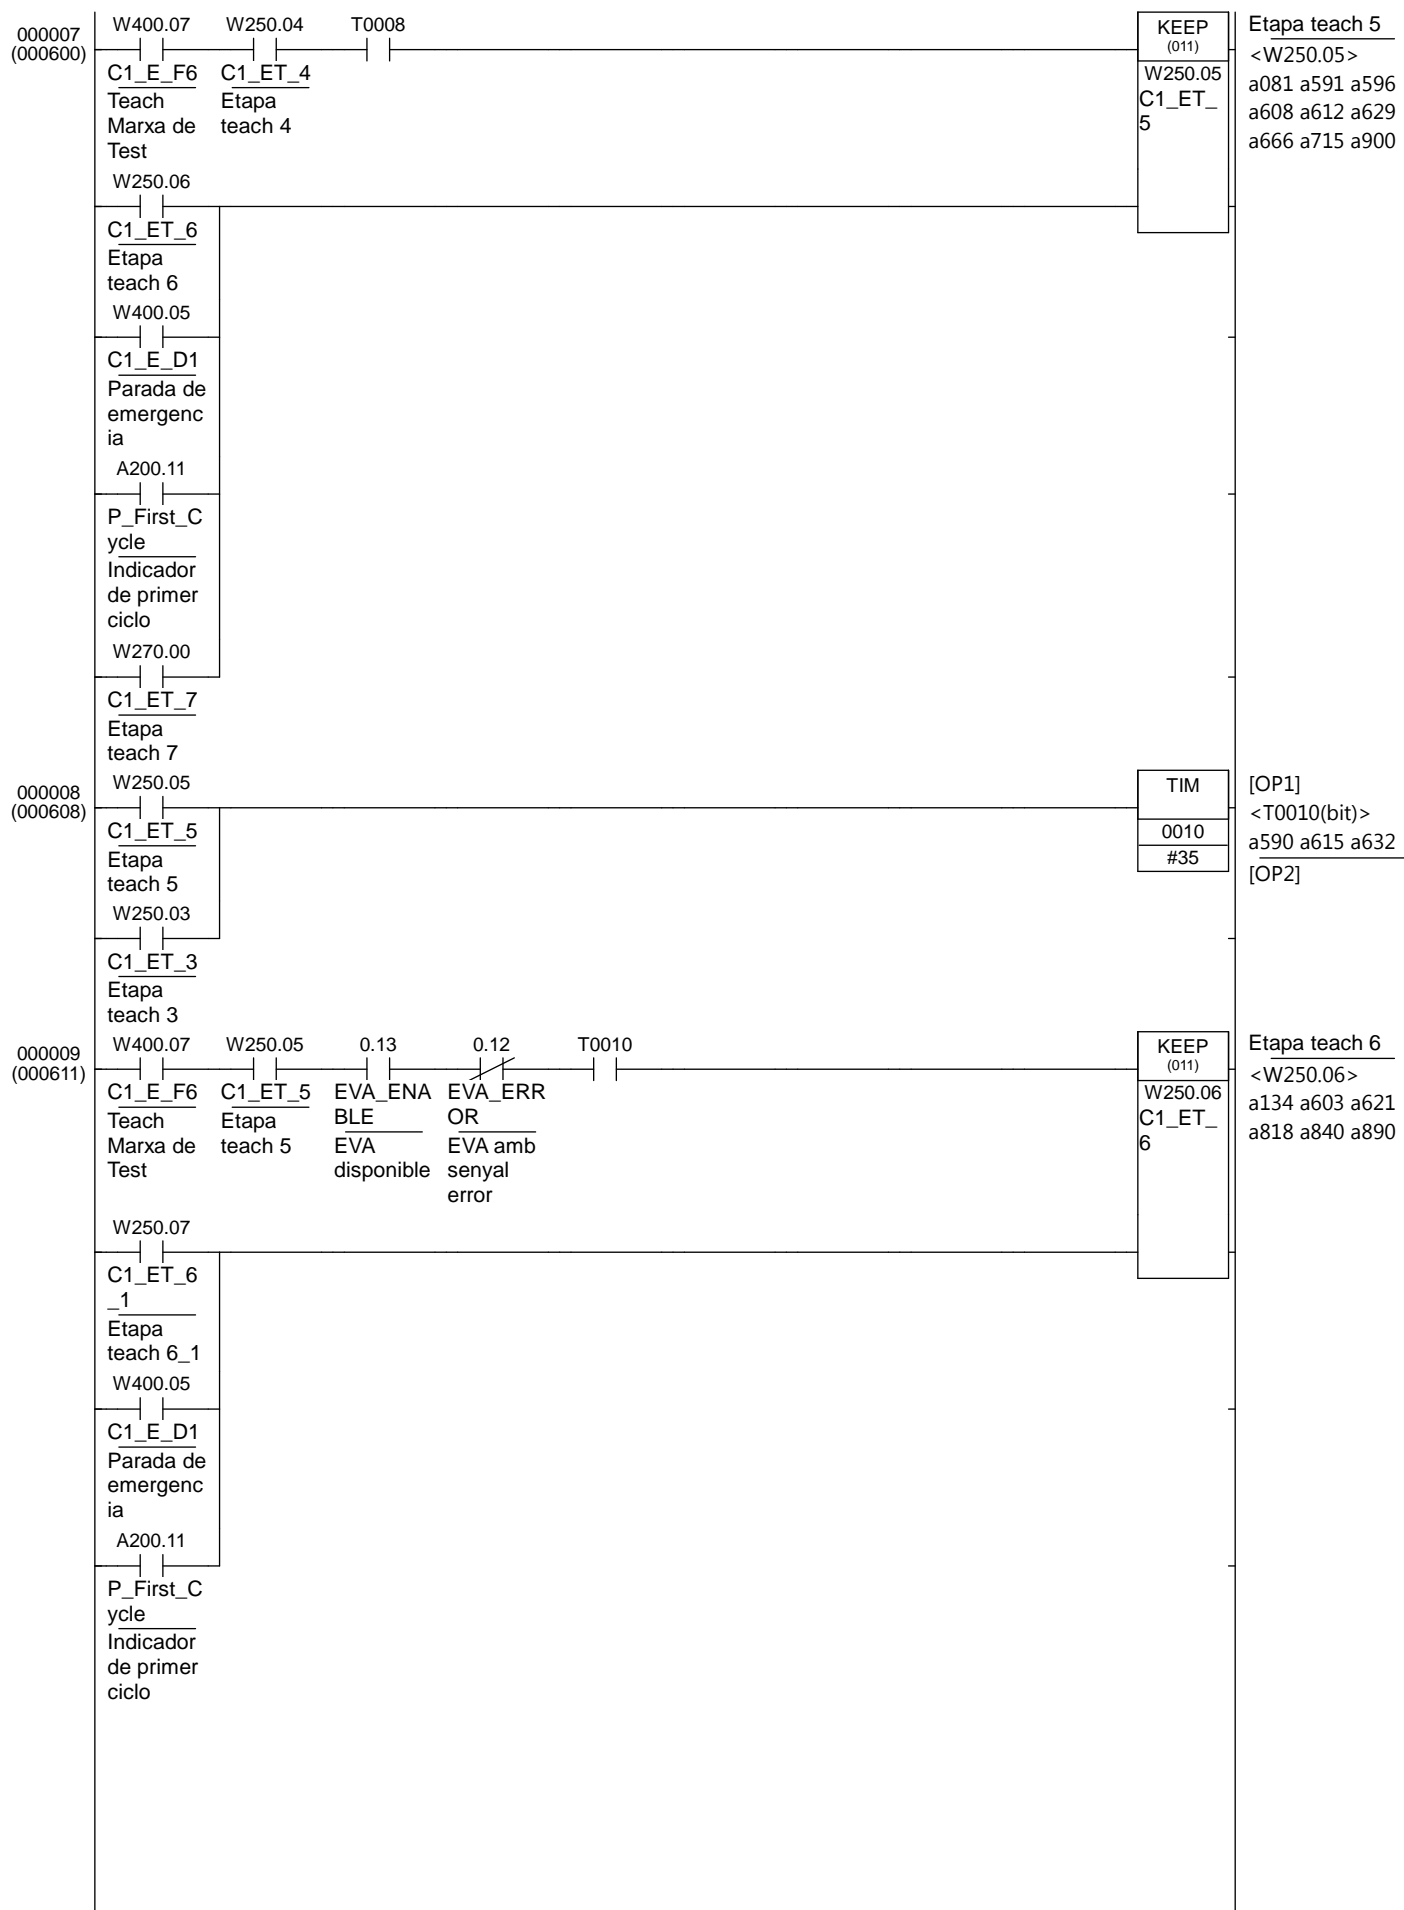 000007
(000600)
W400.07 W250.04 T0008
C1_E_F6 C1_ET_4
Teach Etapa
Marxa de teach 4
Test
KEEP
(011)
W250.05
C1_ET_
5
Etapa teach 5
<W250.05>
a081 a591 a596
a608 a612 a629
a666 a715 a900
W250.06
C1_ET_6
Etapa
teach 6
W400.05
C1_E_D1
Parada de
emergenc
ia
A200.11
P_First_C
ycle
Indicador
de primer
ciclo
W270.00
C1_ET_7
Etapa
teach 7
000008
(000608)
W250.05
C1_ET_5
Etapa
teach 5
W250.03
C1_ET_3
Etapa
teach 3
TIM
0010
#35
[OP1]
<T0010(bit)>
a590 a615 a632
[OP2]
000009
(000611)
W400.07 W250.05 0.13 0.12 T0010
C1_E_F6 C1_ET_5 EVA_ENA EVA_ERR
Teach Etapa BLE OR
Marxa de teach 5 EVA EVA amb
Test disponible senyal
error
KEEP
(011)
W250.06
C1_ET_
6
Etapa teach 6
<W250.06>
a134 a603 a621
a818 a840 a890
W250.07
C1_ET_6
_1
Etapa
teach 6_1
W400.05
C1_E_D1
Parada de
emergenc
ia
A200.11
P_First_C
ycle
Indicador
de primer
ciclo